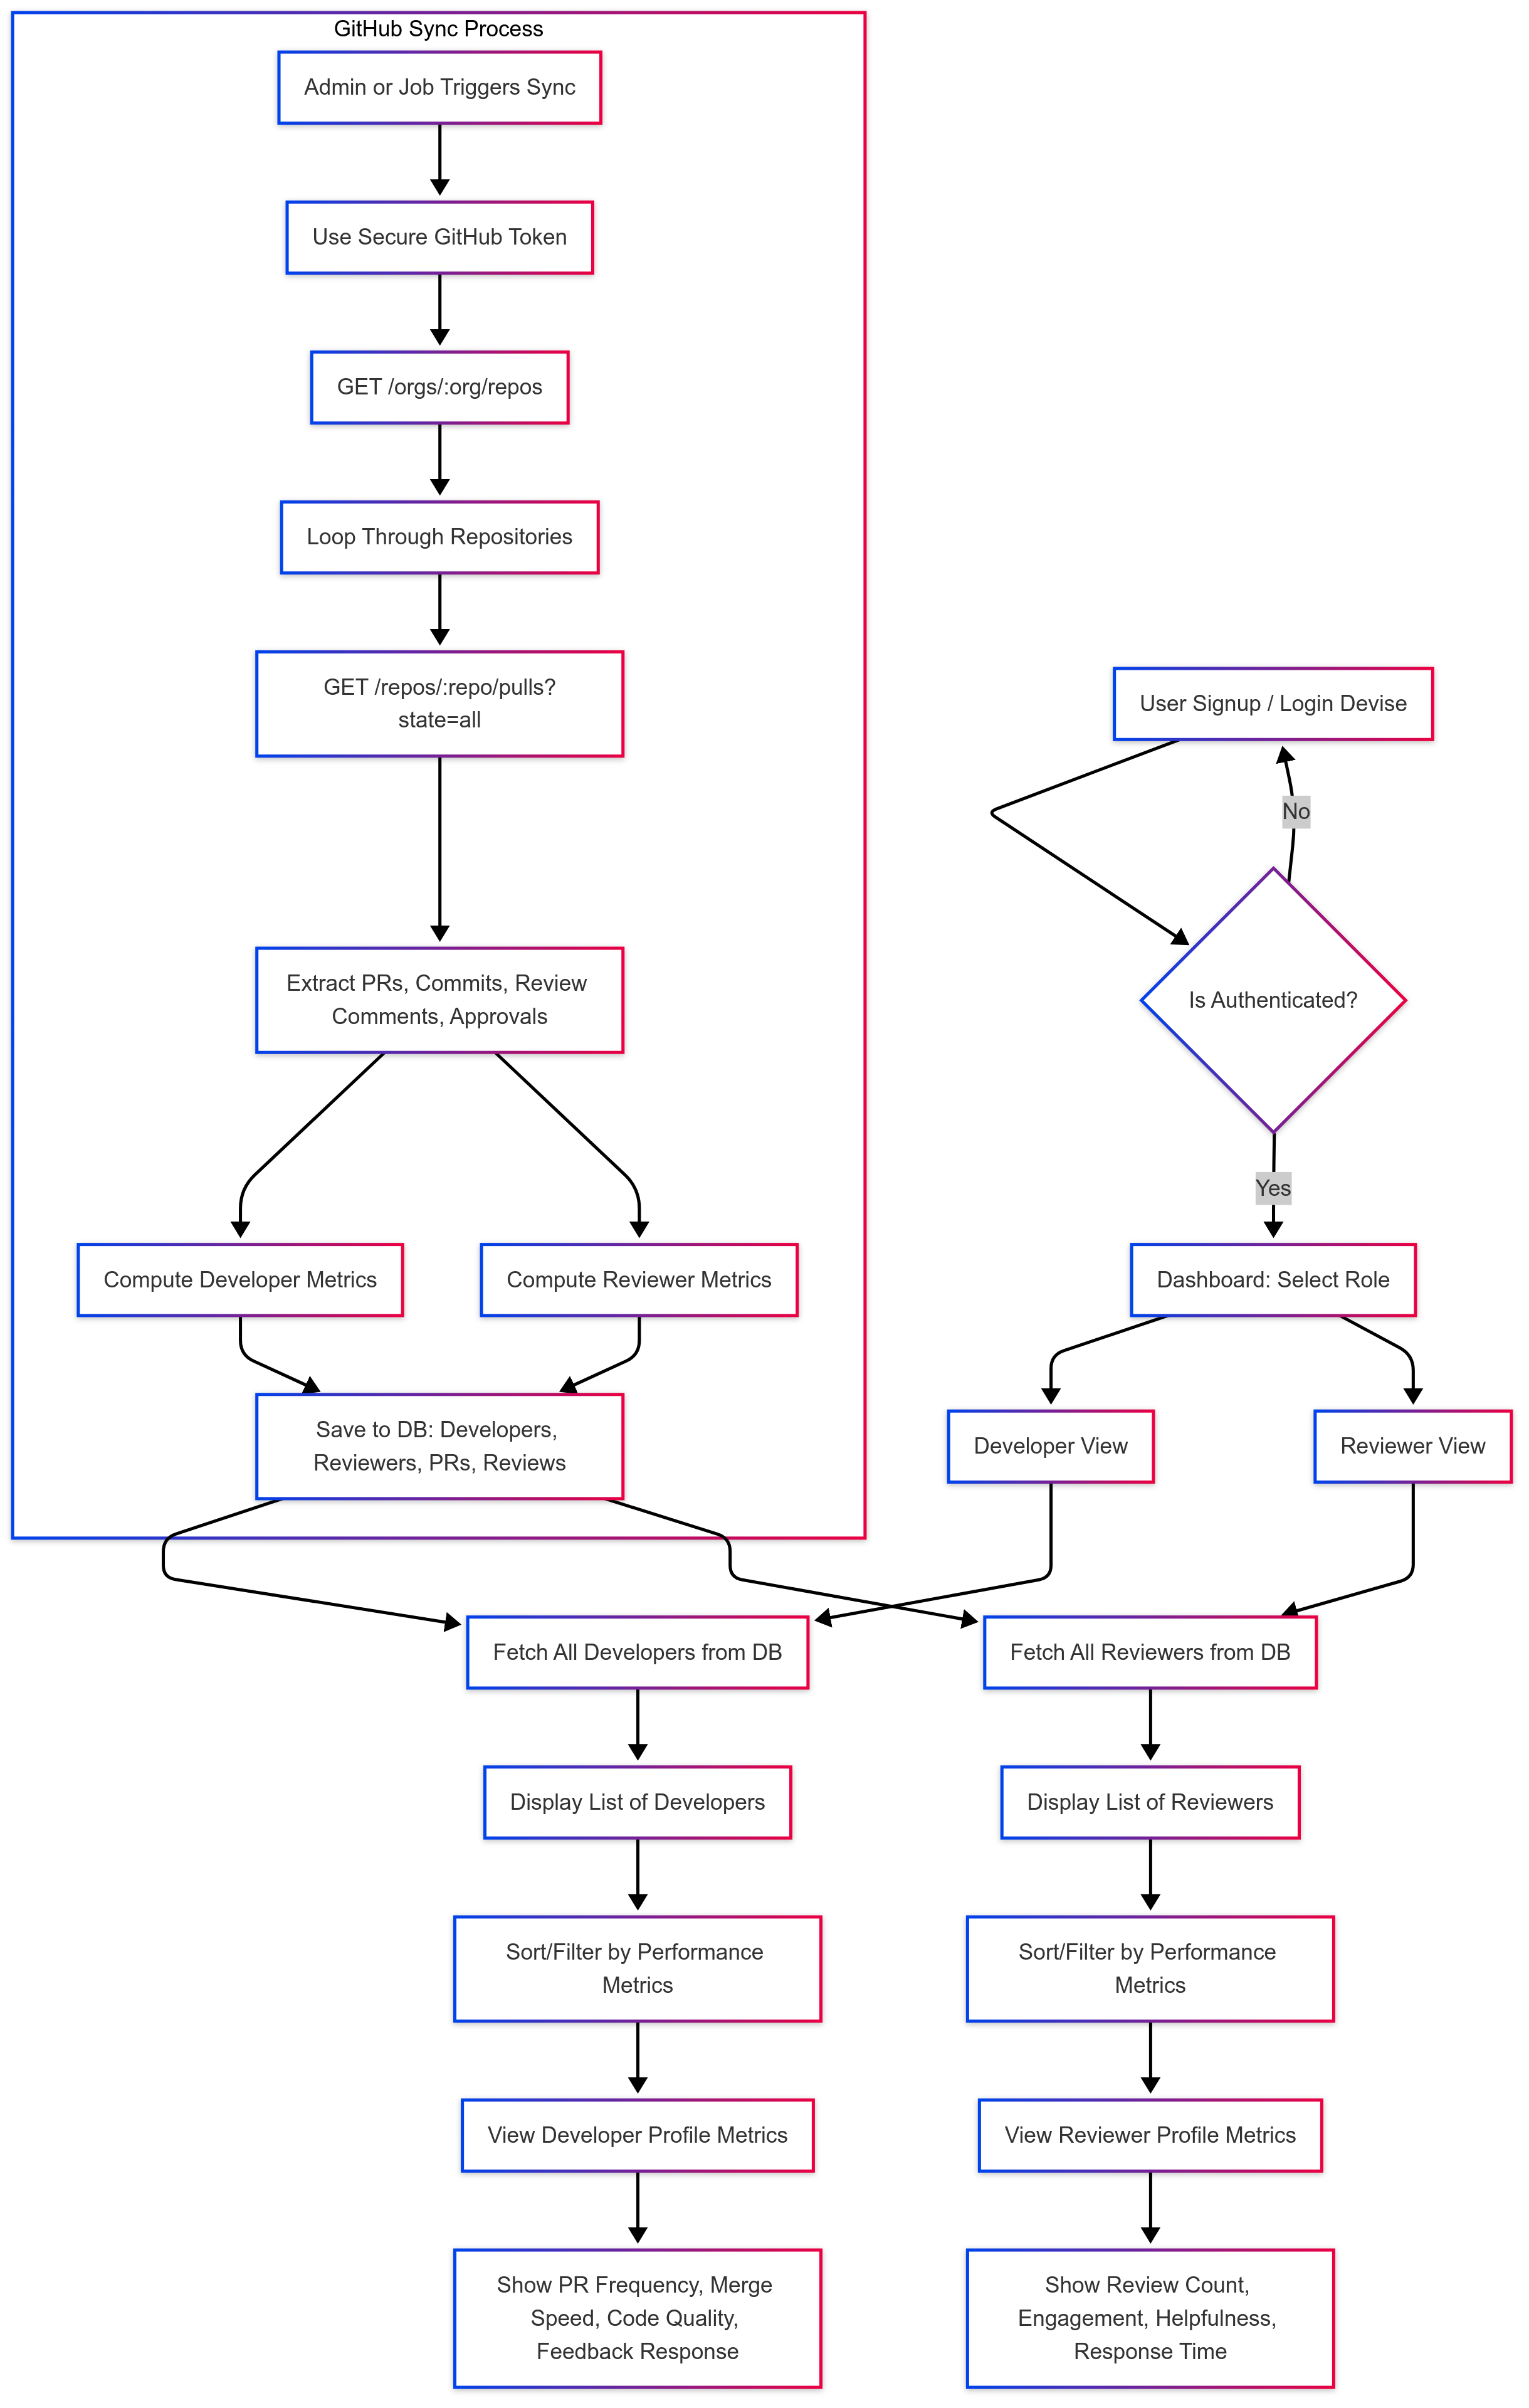 GitHub Sync Process
Admin or Job Triggers Sync
Use Secure GitHub Token
GET /orgs/:org/repos
Loop Through Repositories
GET /repos/:repo/pulls?
state=all
Extract PRs, Commits, Review
Comments, Approvals
Compute Developer Metrics
Compute Reviewer Metrics
Save to DB: Developers,
Reviewers, PRs, Reviews
User Signup / Login Devise
No
Is Authenticated?
Yes
Dashboard: Select Role
Developer View
Reviewer View
Fetch All Developers from DB
Display List of Developers
Sort/Filter by Performance
Metrics
View Developer Profile Metrics
Show PR Frequency, Merge
Speed, Code Quality,
Feedback Response
Fetch All Reviewers from DB
Display List of Reviewers
Sort/Filter by Performance
Metrics
View Reviewer Profile Metrics
Show Review Count,
Engagement, Helpfulness,
Response Time